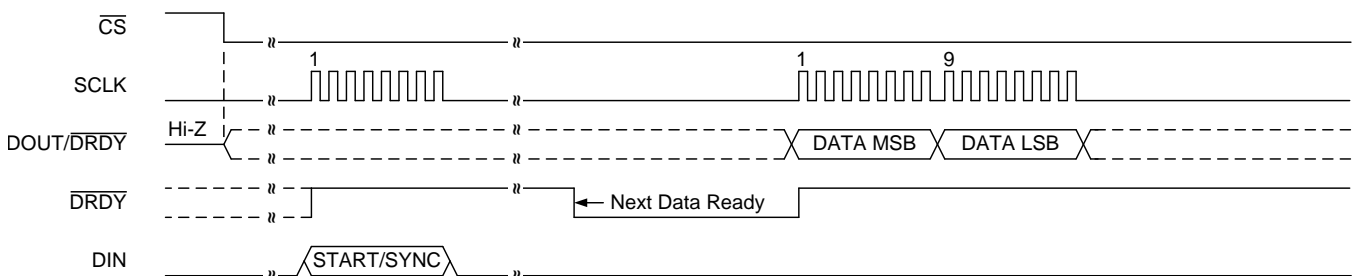 CS
1
1
9
SCLK
Hi-Z
DOUT/DRDY
DATA MSB
DATA LSB
DRDY
Next Data Ready
DIN
START/SYNC